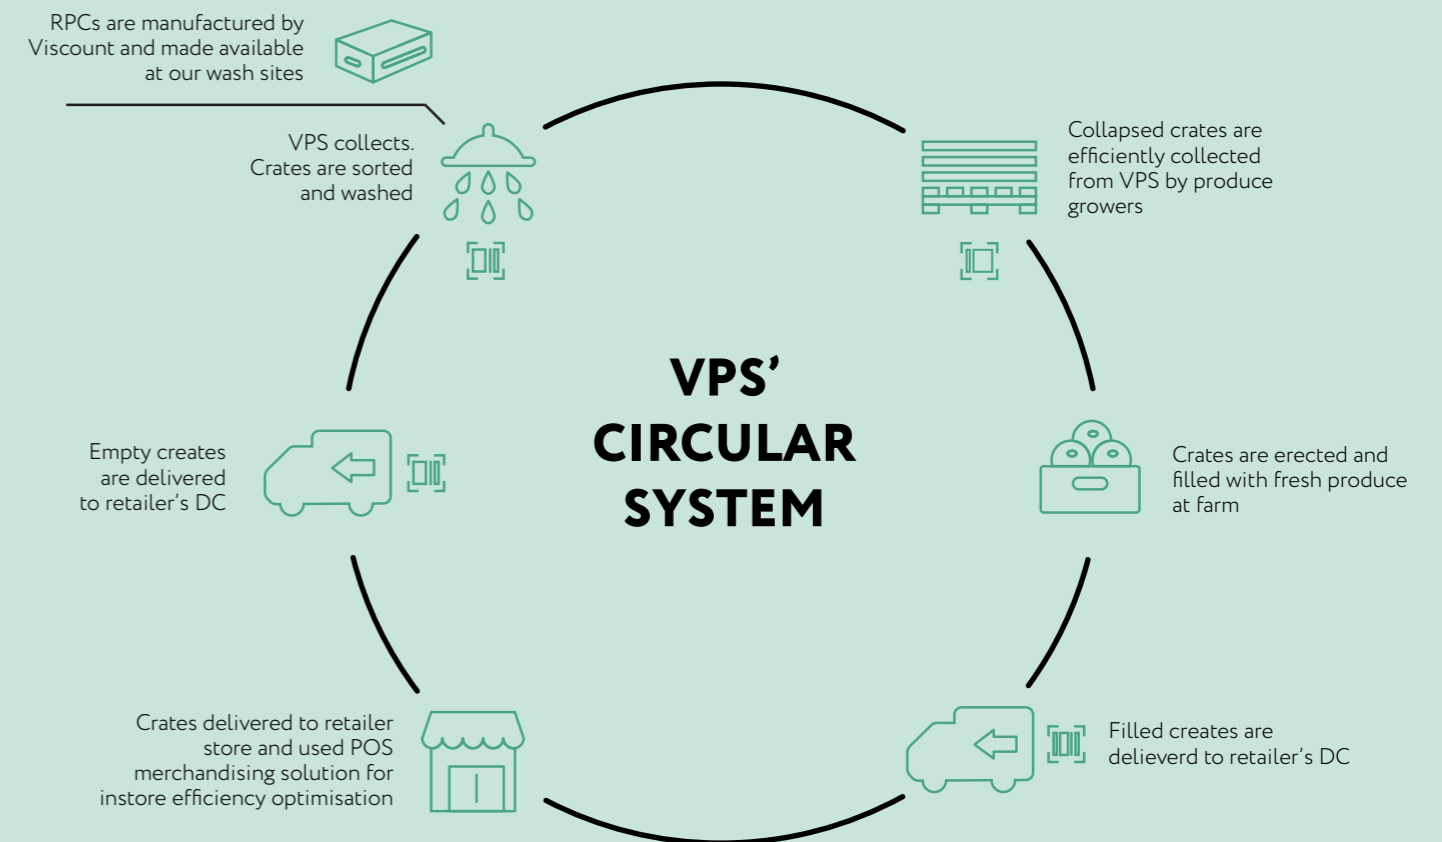 RPCs are manufactured by
Viscount and made available
at our wash sites
VPS collects.
Crates are sorted
and washed
Collapsed crates are
efficiently collected
from VPS by produce
growers
VPS’
CIRCULAR
SYSTEM
Crates are erected and
filled with fresh produce
at farm
Filled creates are
delieverd to retailer’s DC
Crates delivered to retailer
store and used POS
merchandising solution for
instore efficiency optimisation
Empty creates
are delivered
to retailer’s DC